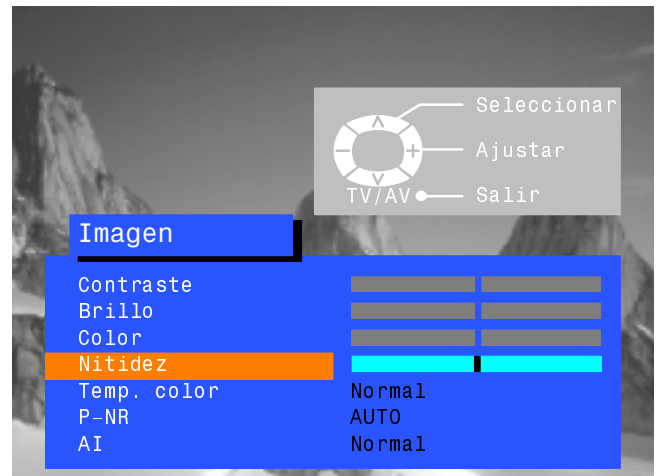 Seleccionar
Ajustar
TV/AV Salir
Imagen
Contraste
Brillo
Color
Nitidez
Temp. color Normal
P-NR AUTO
AI Normal